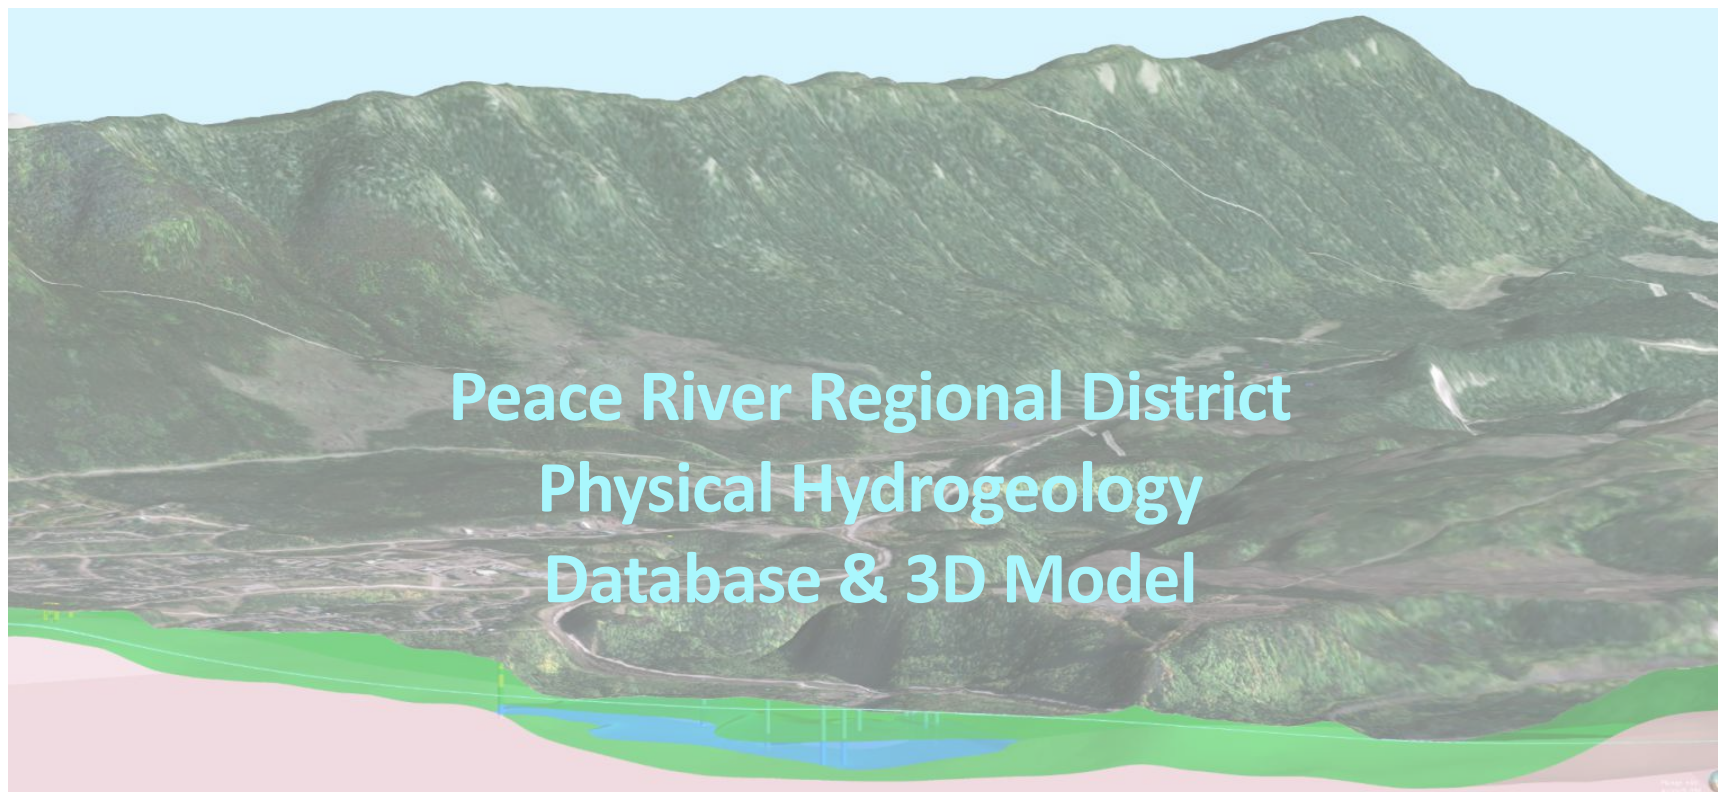 Peace River Regional District
Physical Hydrogeology
Database & 3D Model